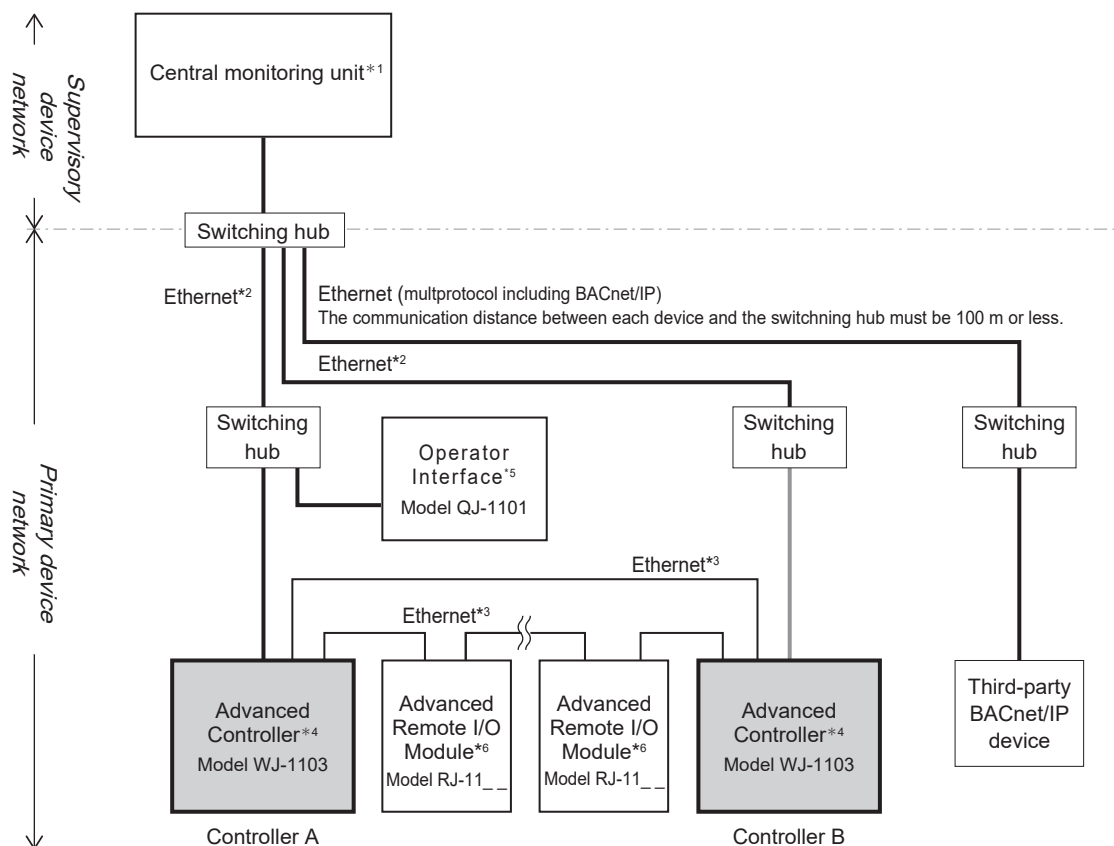 Supervisory
device
network
Central monitoring unit*1
Switching hub
Ethernet*2
Ethernet (multprotocol including BACnet/IP)
The communication distance between each device and the switchning hub must be 100 m or less.
Ethernet*2
Switching
hub
Operator
Interface*5
Model QJ-1101
Switching
hub
Switching
hub
Primary device
network
Ethernet*3
Ethernet*3
Advanced
Controller*4
Model WJ-1103
Advanced
Remote I/O
Module*6
Model RJ-11_ _
Advanced
Remote I/O
Module*6
Model RJ-11_ _
Advanced
Controller*4
Model WJ-1103
Third-party
BACnet/IP
device
Controller A
Controller B